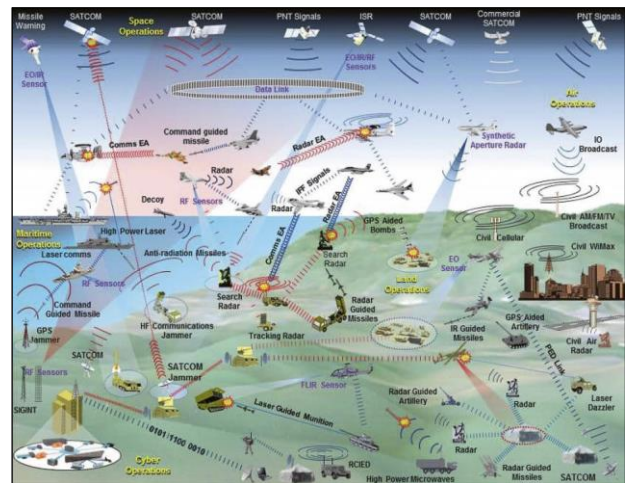 Missile
Warning
SATCOM
Space
Operations
SATCOM
PNT Signals
ISR
SATCOM
Commercial
SATCOM
PNT Signals
EO/IR
Sensor
EO/IR/RF
Sensors
Data Link
Air
Operations
Comms EA
Command guided
missile
Radar EA
Synthetic
Aperture Radar
IO
Broadcast
Radar
RF Sensors
IFF Signals
Decoy
Radar
Radar EA
Civil AM/FM/TV
Broadcast
Maritime
Operations
High Power Laser
Laser comms
Anti-radiation Missiles
Comms EA
GPS Aided
Bombs
Civil Cellular
Civil WiMax
RF Sensors
Search
Radar
EO
Sensor
Land
Operations
Command
Guided Missile
Search
Radar
Radar
Guided
Missiles
GPS
Jammer
HF Communications
Jammer
Tracking Radar
IR Guided
Missiles
GPS Aided
Artillery
Civil Air
Radar
SATCOM
SATCOM
Jammer
PED Link
RF Sensors
FLIR Sensor
Laser
Dazzler
SIGINT
Laser Guided Munition
Radar Guided
Artillery
Radar
0101 1100 0010
Radar
Cyber
Operations
RCIED
High Power Microwaves
Radar Guided
Missiles
SATCOM